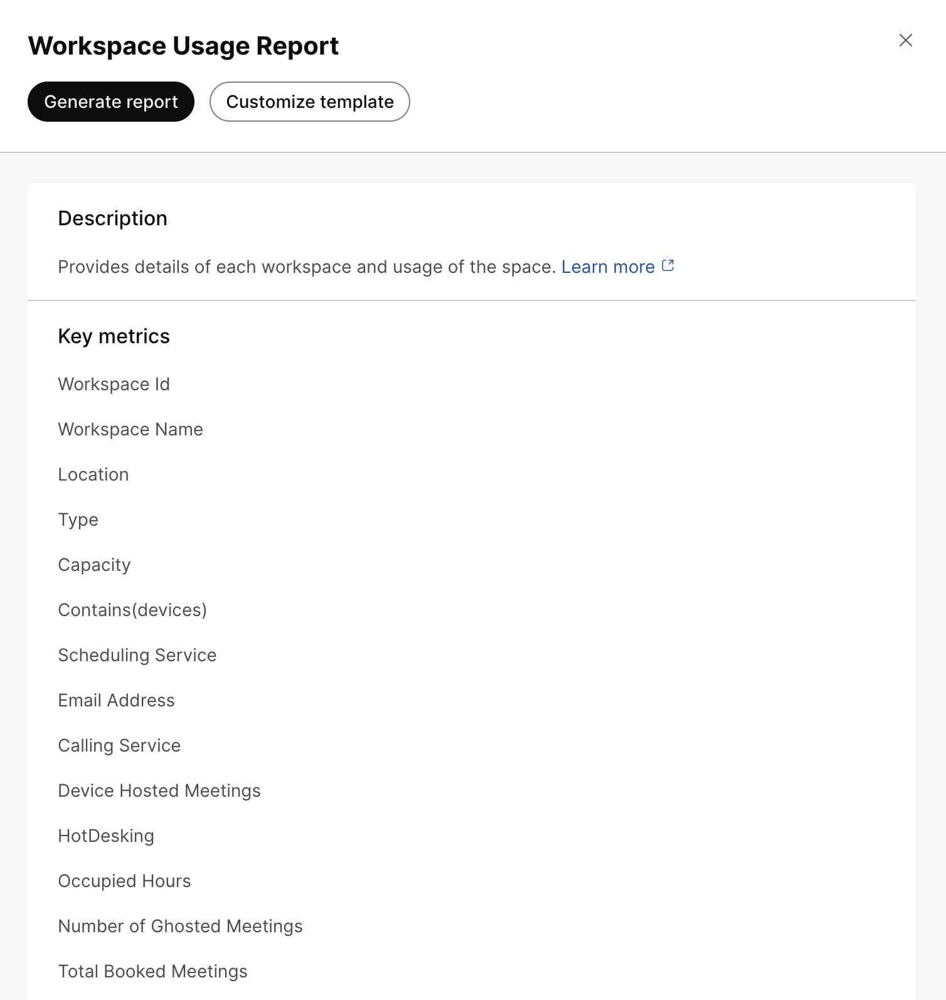 Workspace Usage Report
Generate report
Customize template
Description
Provides details of each workspace and usage of the space. Learn more
Key metrics
Workspace Id
Workspace Name
Location
Type
Capacity
Contains(devices)
Scheduling Service
Email Address
Calling Service
Device Hosted Meetings
HotDesking
Occupied Hours
Number of Ghosted Meetings
Total Booked Meetings